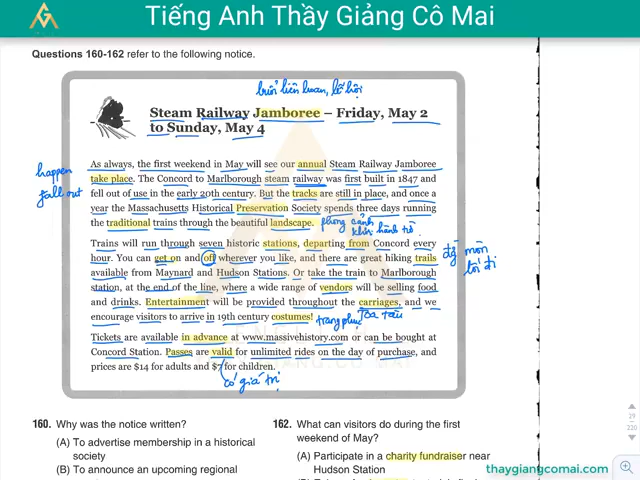 Tiếng Anh Thầy Giảng Cô Mai
Questions 160-162 refer to the following notice.
buổi liên hoan, lễ hội
Steam Railway Jamboree – Friday, May 2
to Sunday, May 4
happen
fall out
As always, the first weekend in May will see our annual Steam Railway Jamboree
take place. The Concord to Marlborough steam railway was first built in 1847 and
fell out of use in the early 20th century. But the tracks are still in place, and once a
year the Massachusetts Historical Preservation Society spends three days running
the traditional trains through the beautiful landscape.
phong cảnh
khởi hành từ
Trains will run through seven historic stations, departing from Concord every
hour. You can get on and off wherever you like, and there are great hiking trails
available from Maynard and Hudson Stations. Or take the train to Marlborough
station, at the end of the line, where a wide range of vendors will be selling food
and drinks. Entertainment will be provided throughout the carriages, and we
encourage visitors to arrive in 19th century costumes!
đường mòn
lối đi
trang phục
Toa tàu
Tickets are available in advance at www.massivehistory.com or can be bought at
Concord Station. Passes are valid for unlimited rides on the day of purchase, and
prices are $14 for adults and $7 for children.
có giá trị
160. Why was the notice written?
(A) To advertise membership in a historical
society
(B) To announce an upcoming regional
162. What can visitors do during the first
weekend of May?
(A) Participate in a charity fundraiser near
Hudson Station
19
220
thaygiangcomai.com